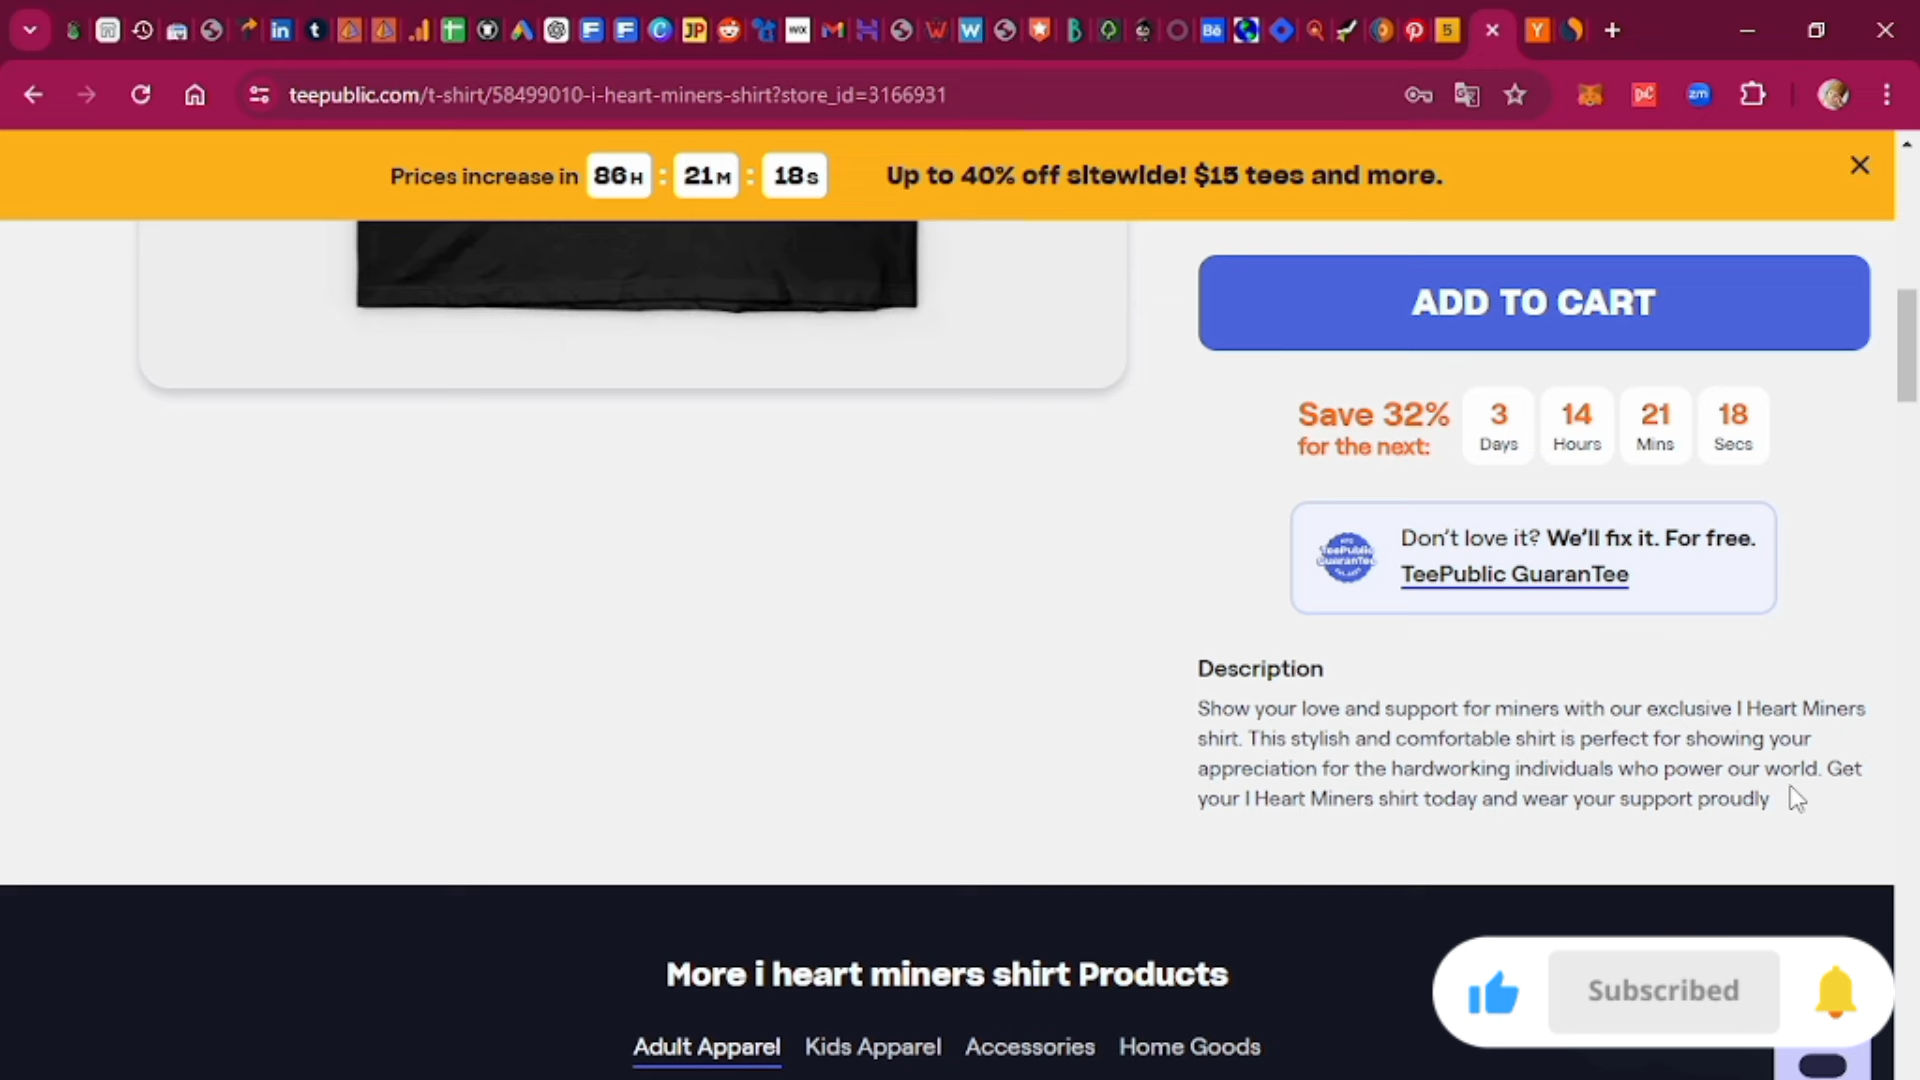 teepublic.com/t-shirt/58499010-i-heart-miners-shirt?store_id=3166931
Prices increase in 86H : 21M : 18S
Up to 40% off sitewide! $15 tees and more.
ADD TO CART
Save 32%
for the next:
3 Days
14 Hours
21 Mins
18 Secs
Don't love it? We'll fix it. For free.
TeePublic GuaranTee
TeePublic
GuaranTee
Description
Show your love and support for miners with our exclusive I Heart Miners
shirt. This stylish and comfortable shirt is perfect for showing your
appreciation for the hardworking individuals who power our world. Get
your I Heart Miners shirt today and wear your support proudly
More i heart miners shirt Products
Adult Apparel Kids Apparel Accessories Home Goods
Subscribed